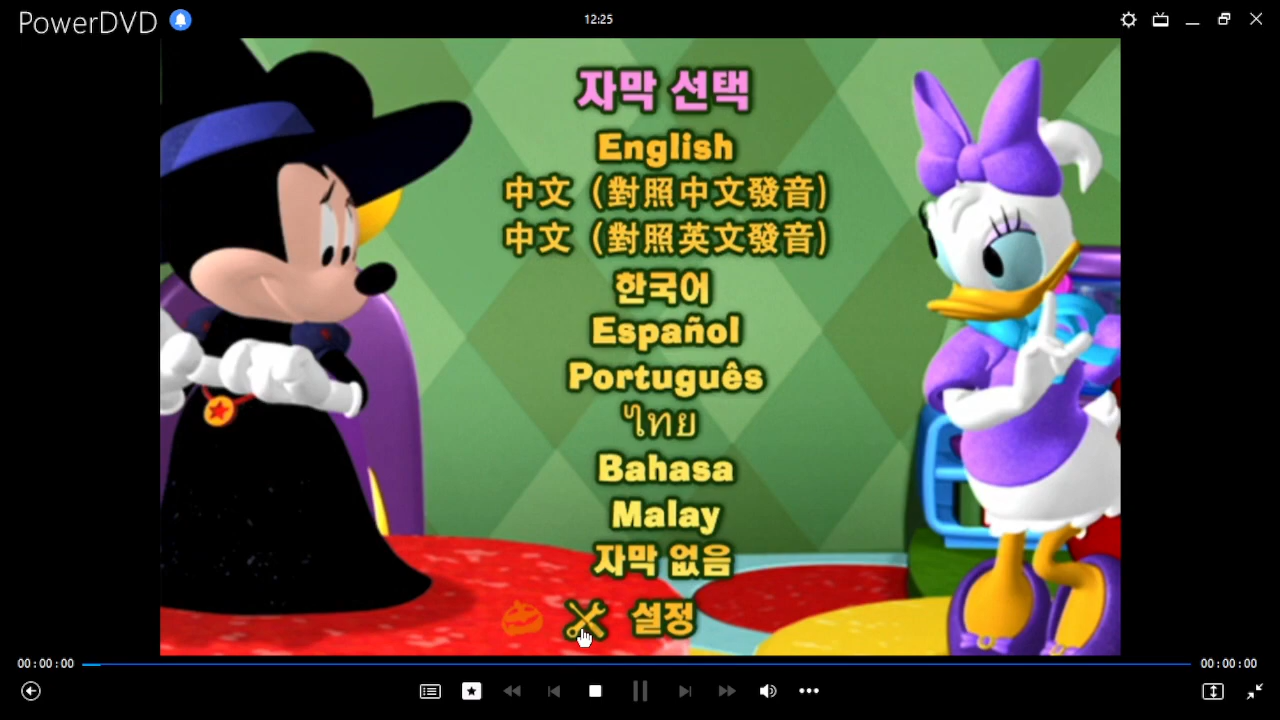 PowerDVD
12:25
자막 선택
English
中文 (對照中文發音)
中文 (對照英文發音)
한국어
Español
Português
ไทย
Bahasa
Malay
자막 없음
설정
00:00:00
00:00:00